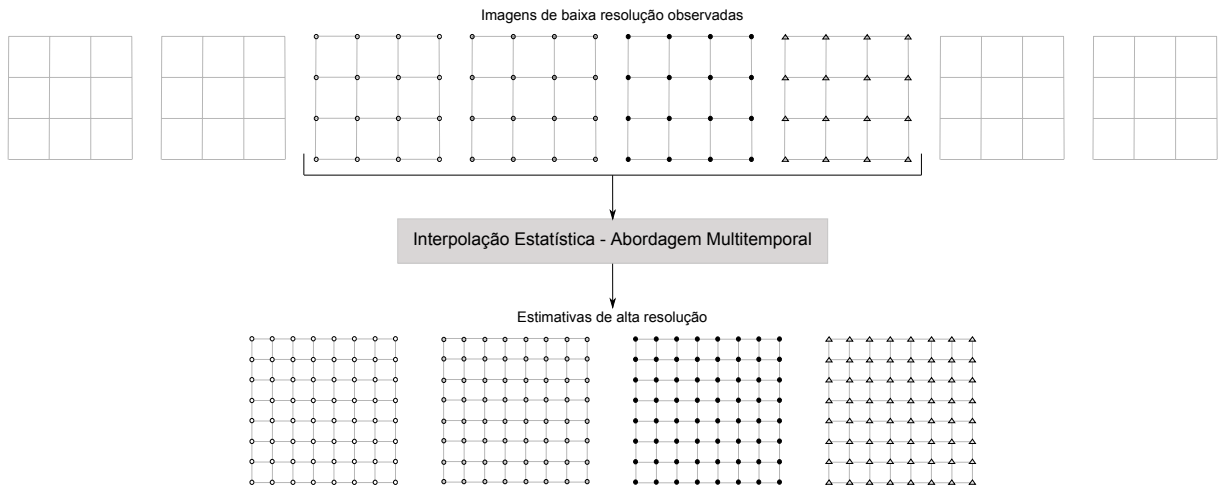 Imagens de baixa resolução observadas
Interpolação Estatística - Abordagem Multitemporal
Estimativas de alta resolução